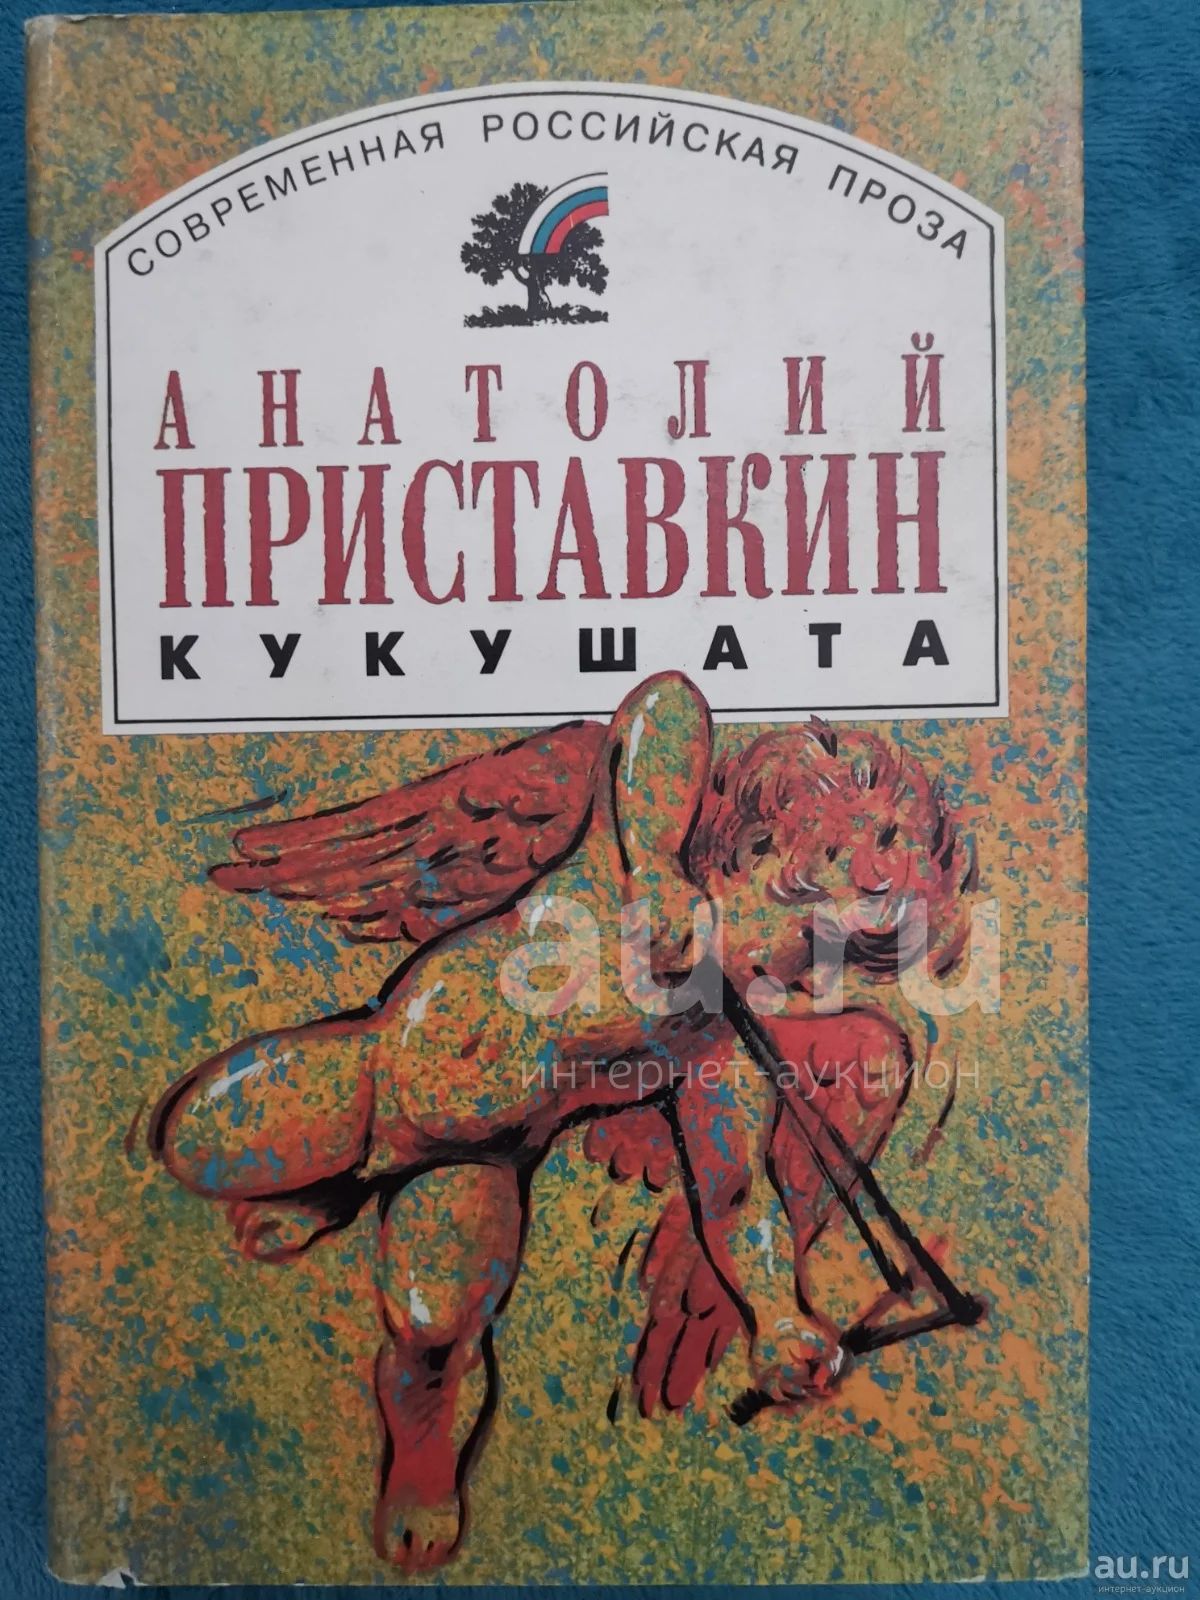 СОВРЕМЕННАЯ РОССИЙСКАЯ ПРОЗА
АНАТОЛИЙ
ПРИСТАВКИН
КУКУШАТА
au.ru
интернет-аукцион
au.ru
интернет-аукцион